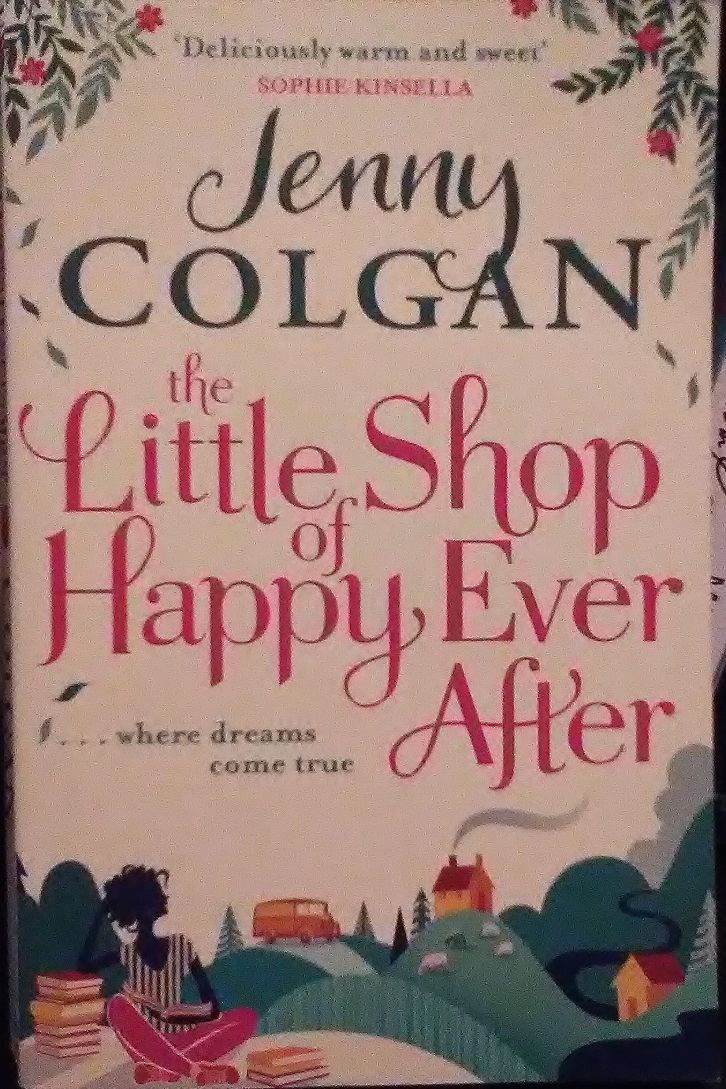 'Deliciously warm and sweet'
SOPHIE KINSELLA
Jenny
COLGAN
the
Little Shop
of
Happy Ever
After
...where dreams
come true